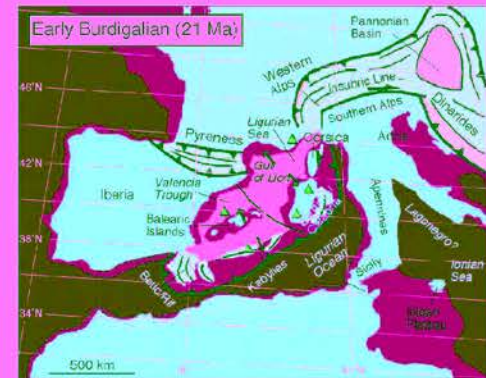 Early Burdigalian (21 Ma)
Pannonian
Basin
Western
Alps
Insubric Line
Southern Alps
Dinarides
46°N
Ligurian
Sea
Corsica
Pyrenees
42°N
Gulf
of Lion
Iberia
Valencia
Trough
Apennines
Balearic
Islands
Lagonegro?
38°N
Ligurian
Ocean
Ionian
Sea
Kabylies
Sicily
Betic/Rif
34°N
500 km